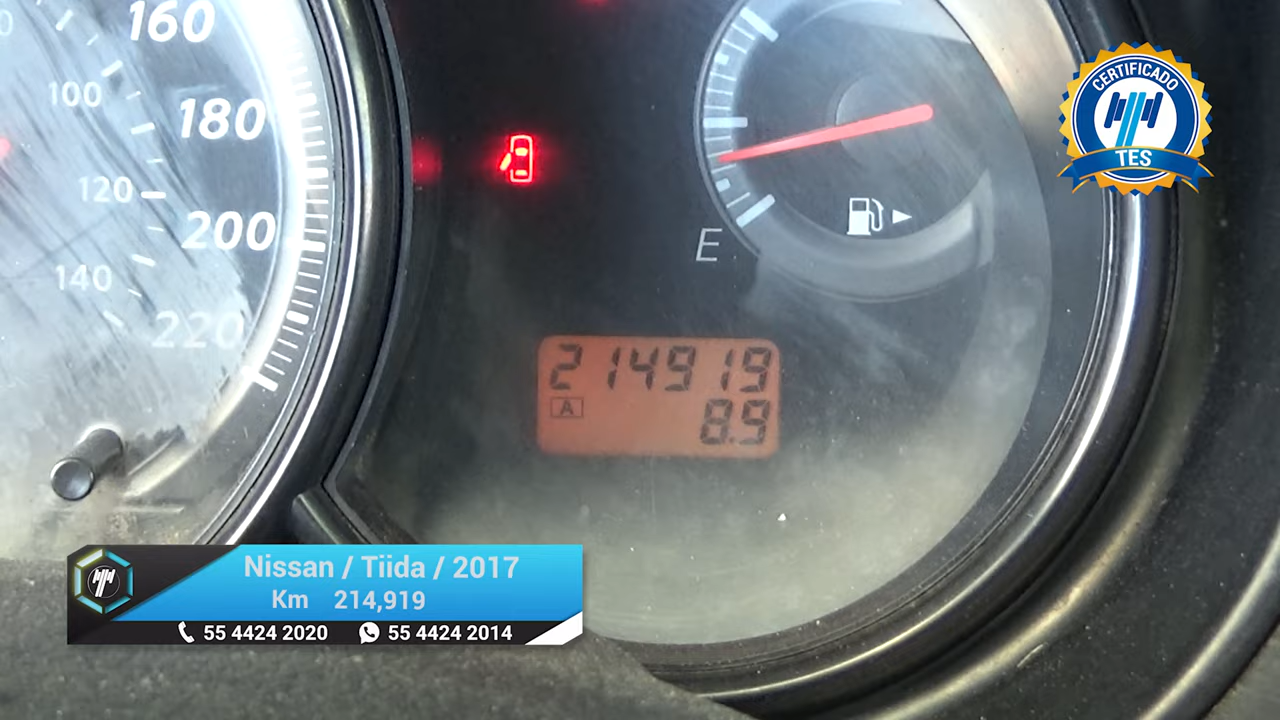 160
100
180
120
200
140
220
E
214919
A
8.9
CERTIFICADO
TES
Nissan / Tiida / 2017
Km 214,919
55 4424 2020 55 4424 2014